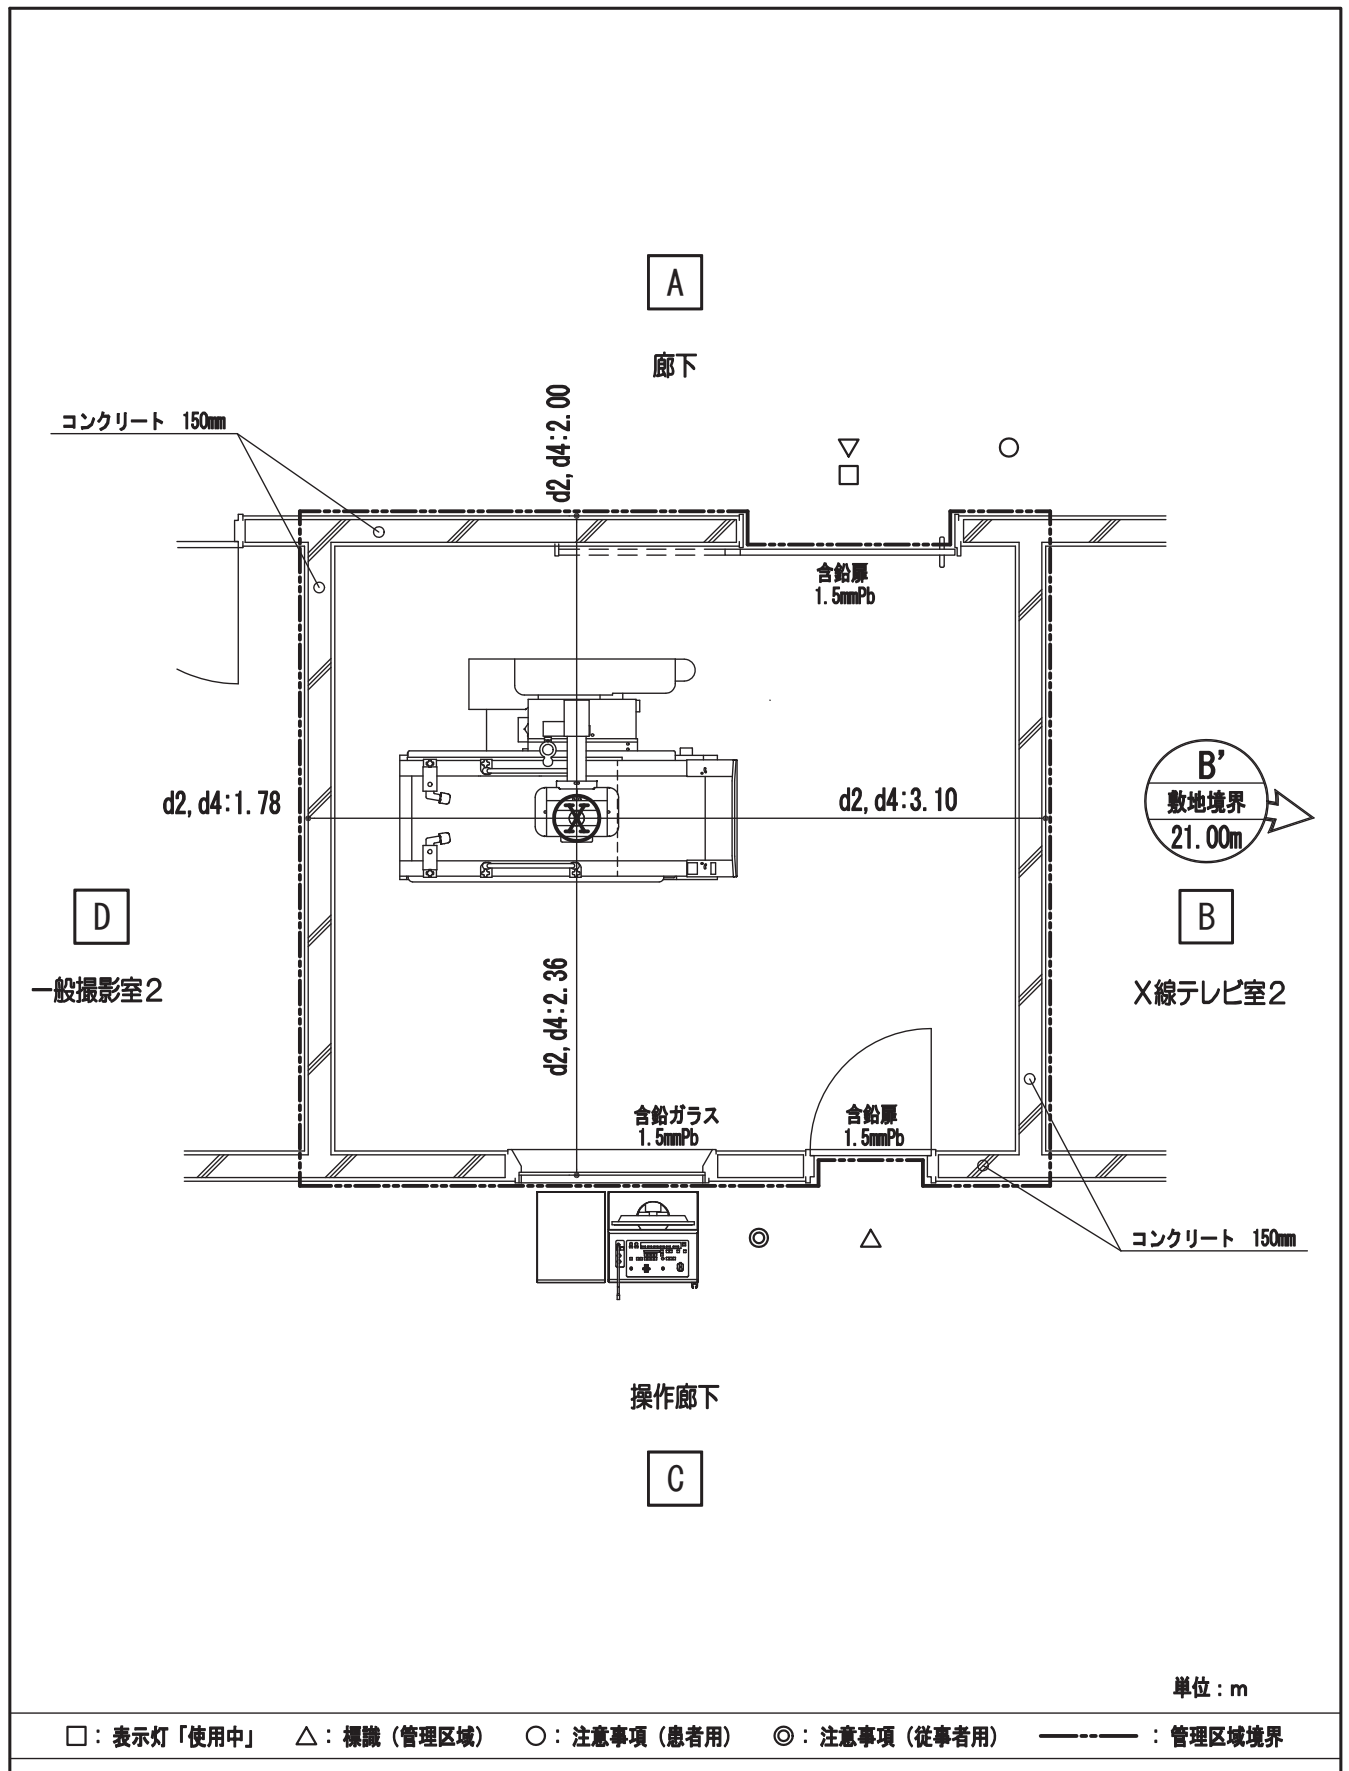 A
廊下
コンクリート 150mm
d2,d4:2.00
含鉛扉
1.5mmPb
B’
敷地境界
21.00m
d2,d4:1.78
d2,d4:3.10
X
D
一般撮影室2
B
X線テレビ室2
d2,d4:2.36
含鉛ガラス
1.5mmPb
含鉛扉
1.5mmPb
コンクリート 150mm
操作廊下
C
単位:m
□:表示灯「使用中」 △:標識(管理区域) ○:注意事項(患者用) ◎:注意事項(従事者用) :管理区域境界